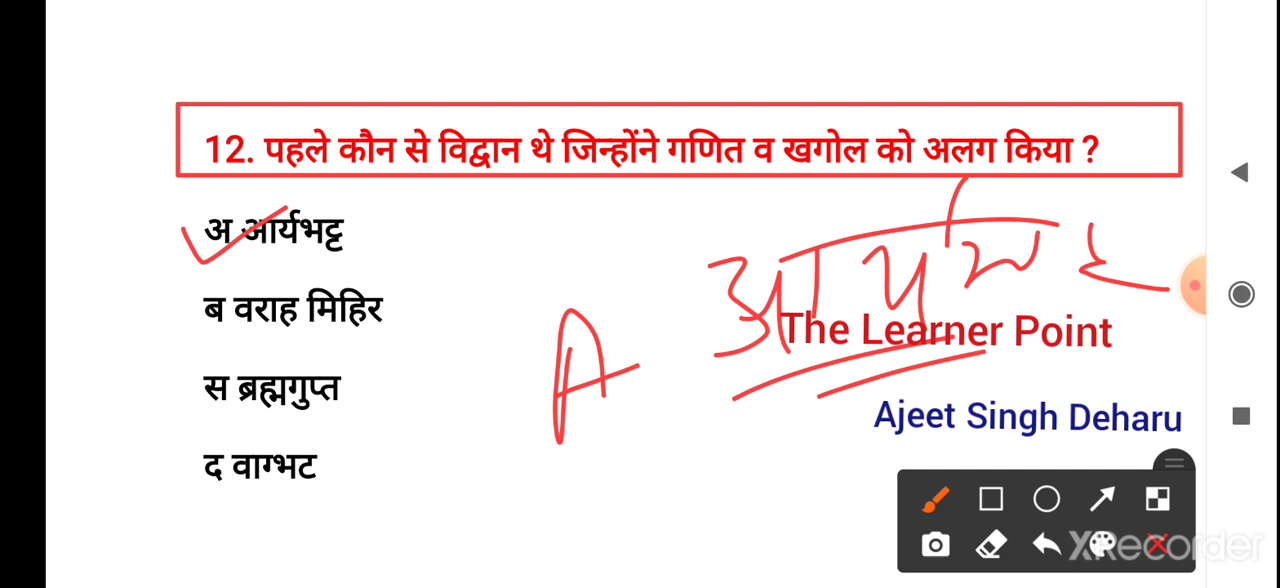 12. पहले कौन से विद्वान थे जिन्होंने गणित व खगोल को अलग किया ?
अ आर्यभट्ट
ब वराह मिहिर
स ब्रह्मगुप्त
द वाग्भट
A
The Learner Point
Ajeet Singh Deharu
XRecorder